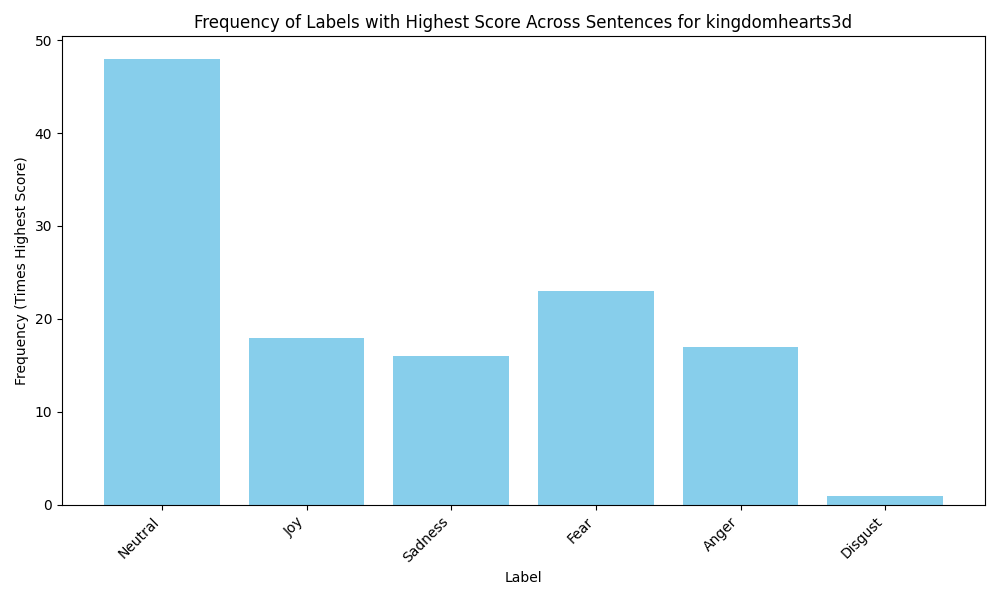 Frequency of Labels with Highest Score Across Sentences for kingdomhearts3d
Frequency (Times Highest Score)
50
40
30
20
10
0
Neutral
Joy
Sadness
Fear
Anger
Disgust
Label